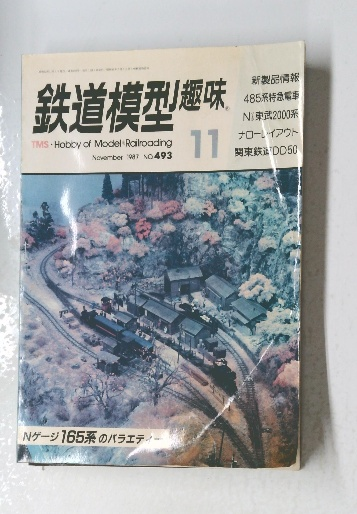 鉄道模型趣味
TMS・Hobby of Model Railroading
November 1987 NO.493
11
新製品情報
485系特急電車
N 東武2000系
ナローレイアウト
関東鉄道DD50
Nゲージ165系のバラエティー